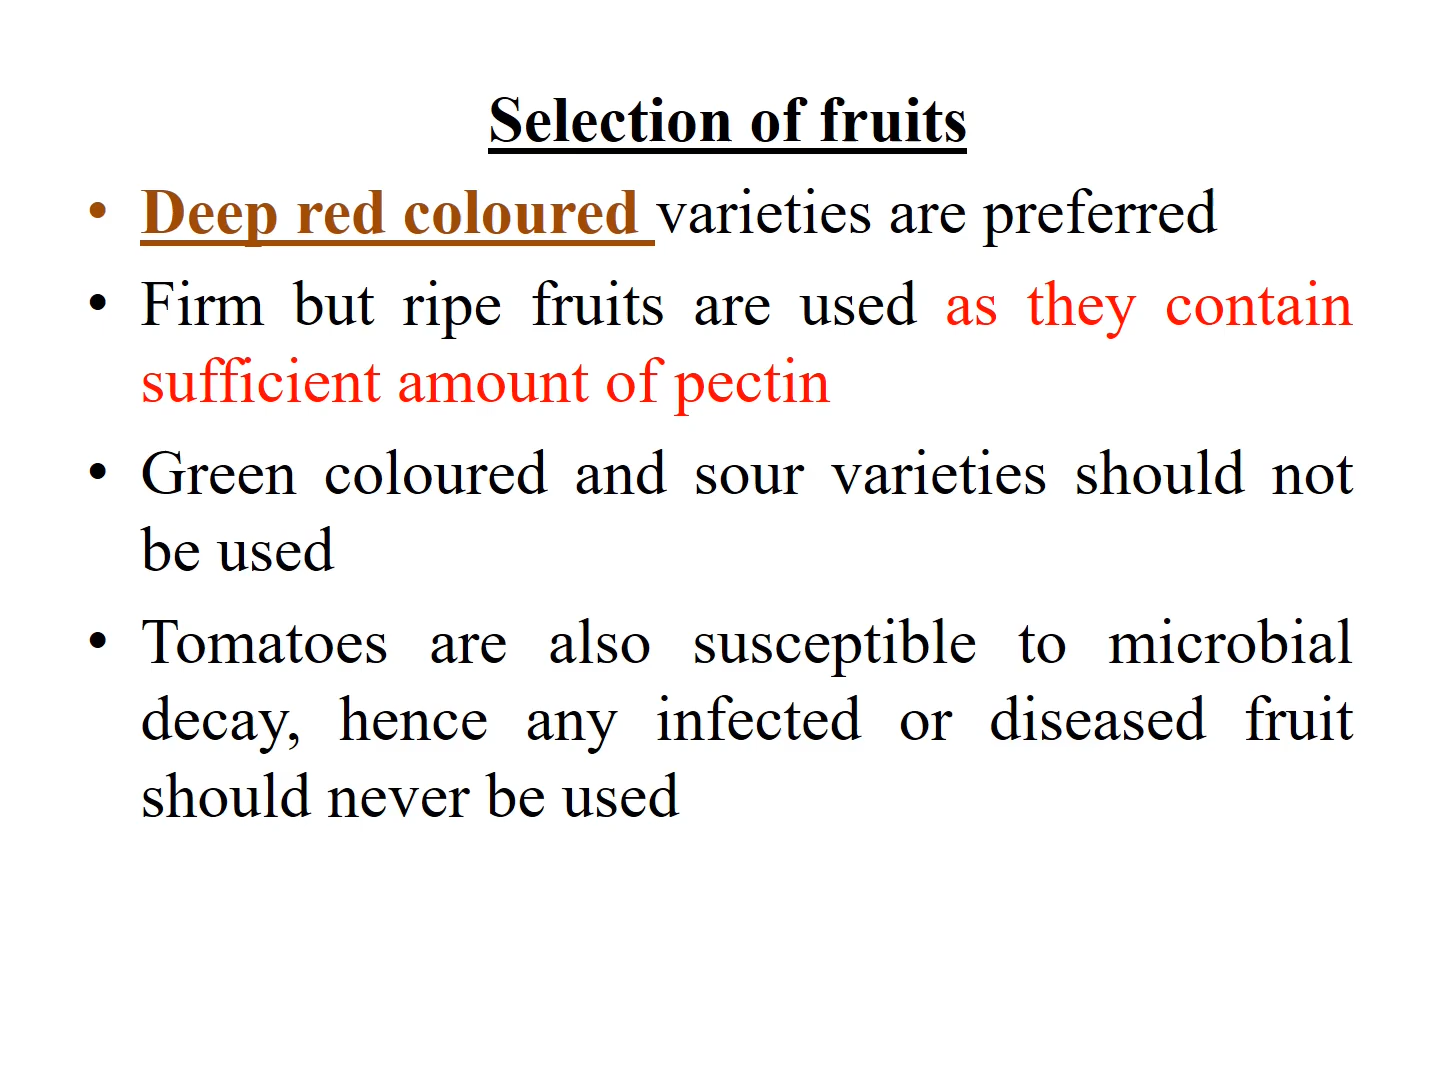 Selection of fruits
• Deep red coloured varieties are preferred
• Firm but ripe fruits are used as they contain
sufficient amount of pectin
• Green coloured and sour varieties should not
be used
• Tomatoes are also susceptible to microbial
decay, hence any infected or diseased fruit
should never be used